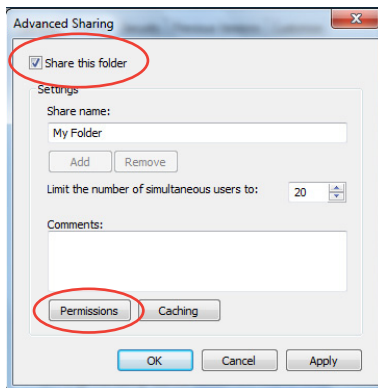 Advanced Sharing
Share this folder
Settings
Share name:
My Folder
Add Remove
Limit the number of simultaneous users to: 20
Comments:
Permissions Caching
OK Cancel Apply